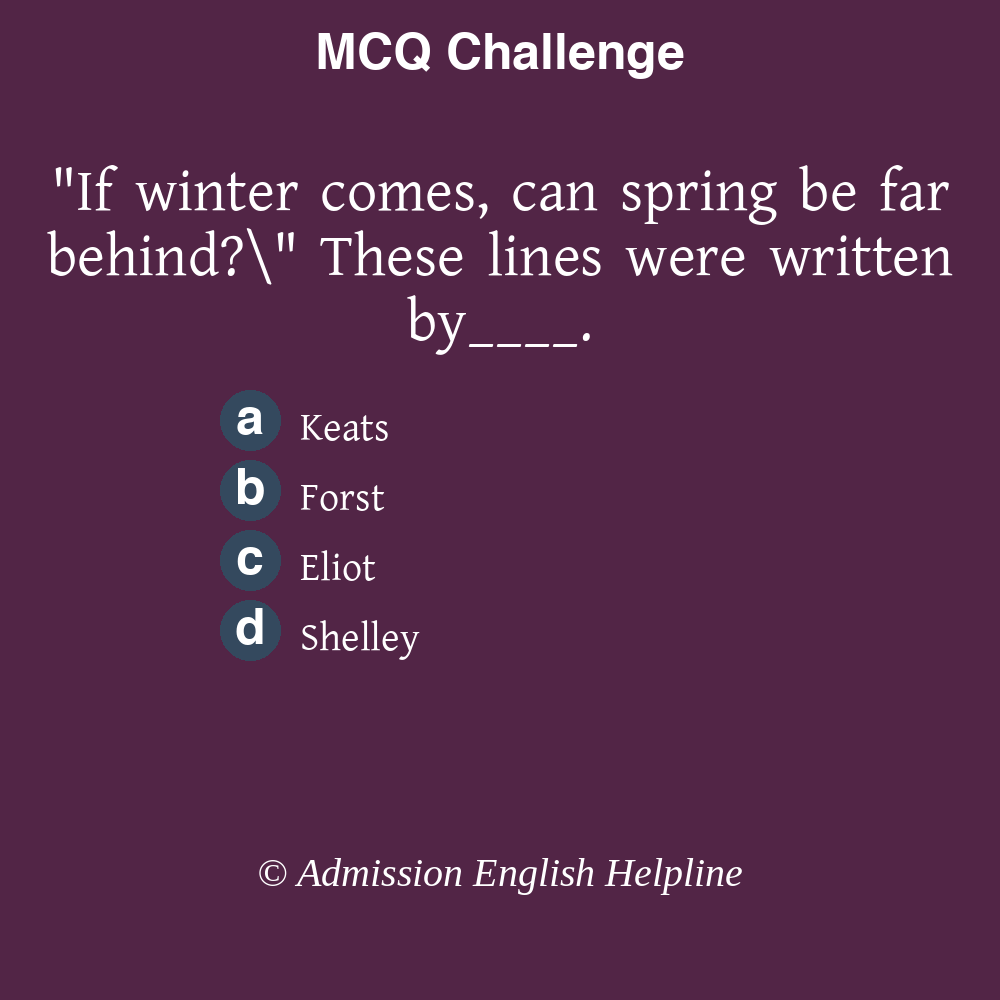 MCQ Challenge
"If winter comes, can spring be far
behind?\" These lines were written
by____.
a Keats
b Forst
c Eliot
d Shelley
© Admission English Helpline